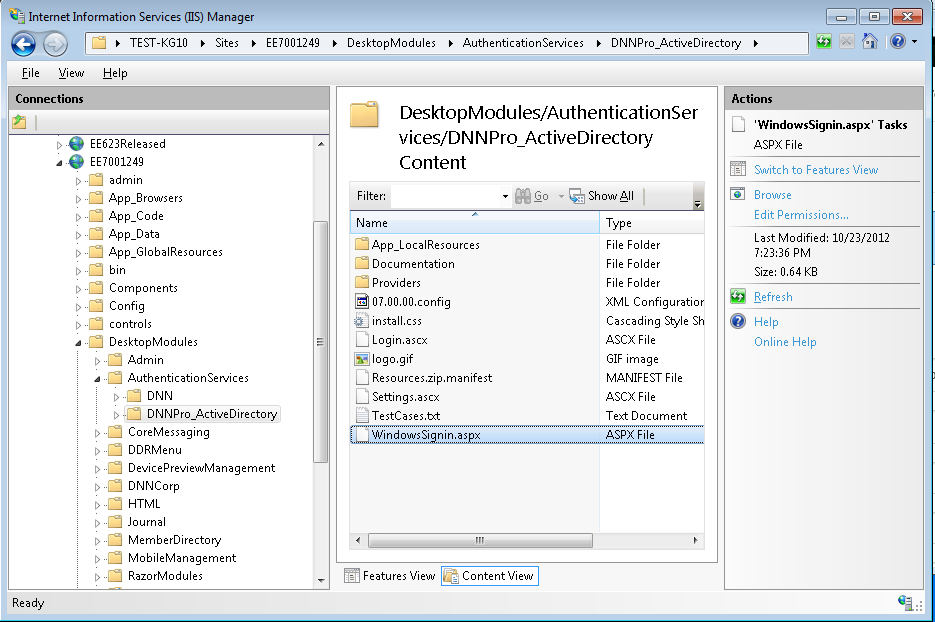 Internet Information Services (IIS) Manager
TEST-KG10 Sites EE7001249 DesktopModules AuthenticationServices DNNPro_ActiveDirectory
File View Help
Connections
EE623Released
EE7001249
admin
App_Browsers
App_Code
App_Data
App_GlobalResources
bin
Components
Config
controls
DesktopModules
Admin
AuthenticationServices
DNN
DNNPro_ActiveDirectory
CoreMessaging
DDRMenu
DevicePreviewManagement
DNNCorp
HTML
Journal
MemberDirectory
MobileManagement
RazorModules
DesktopModules/AuthenticationSer
vices/DNNPro_ActiveDirectory
Content
Filter: Go Show All
Name Type
App_LocalResources File Folder
Documentation File Folder
Providers File Folder
07.00.00.config XML Configuration
install.css Cascading Style Sh
Login.ascx ASCX File
logo.gif GIF image
Resources.zip.manifest MANIFEST File
Settings.ascx ASCX File
TestCases.txt Text Document
WindowsSignin.aspx ASPX File
Features View Content View
Actions
'WindowsSignin.aspx' Tasks
ASPX File
Switch to Features View
Browse
Edit Permissions...
Last Modified: 10/23/2012
7:23:36 PM
Size: 0.64 KB
Refresh
Help
Online Help
Ready